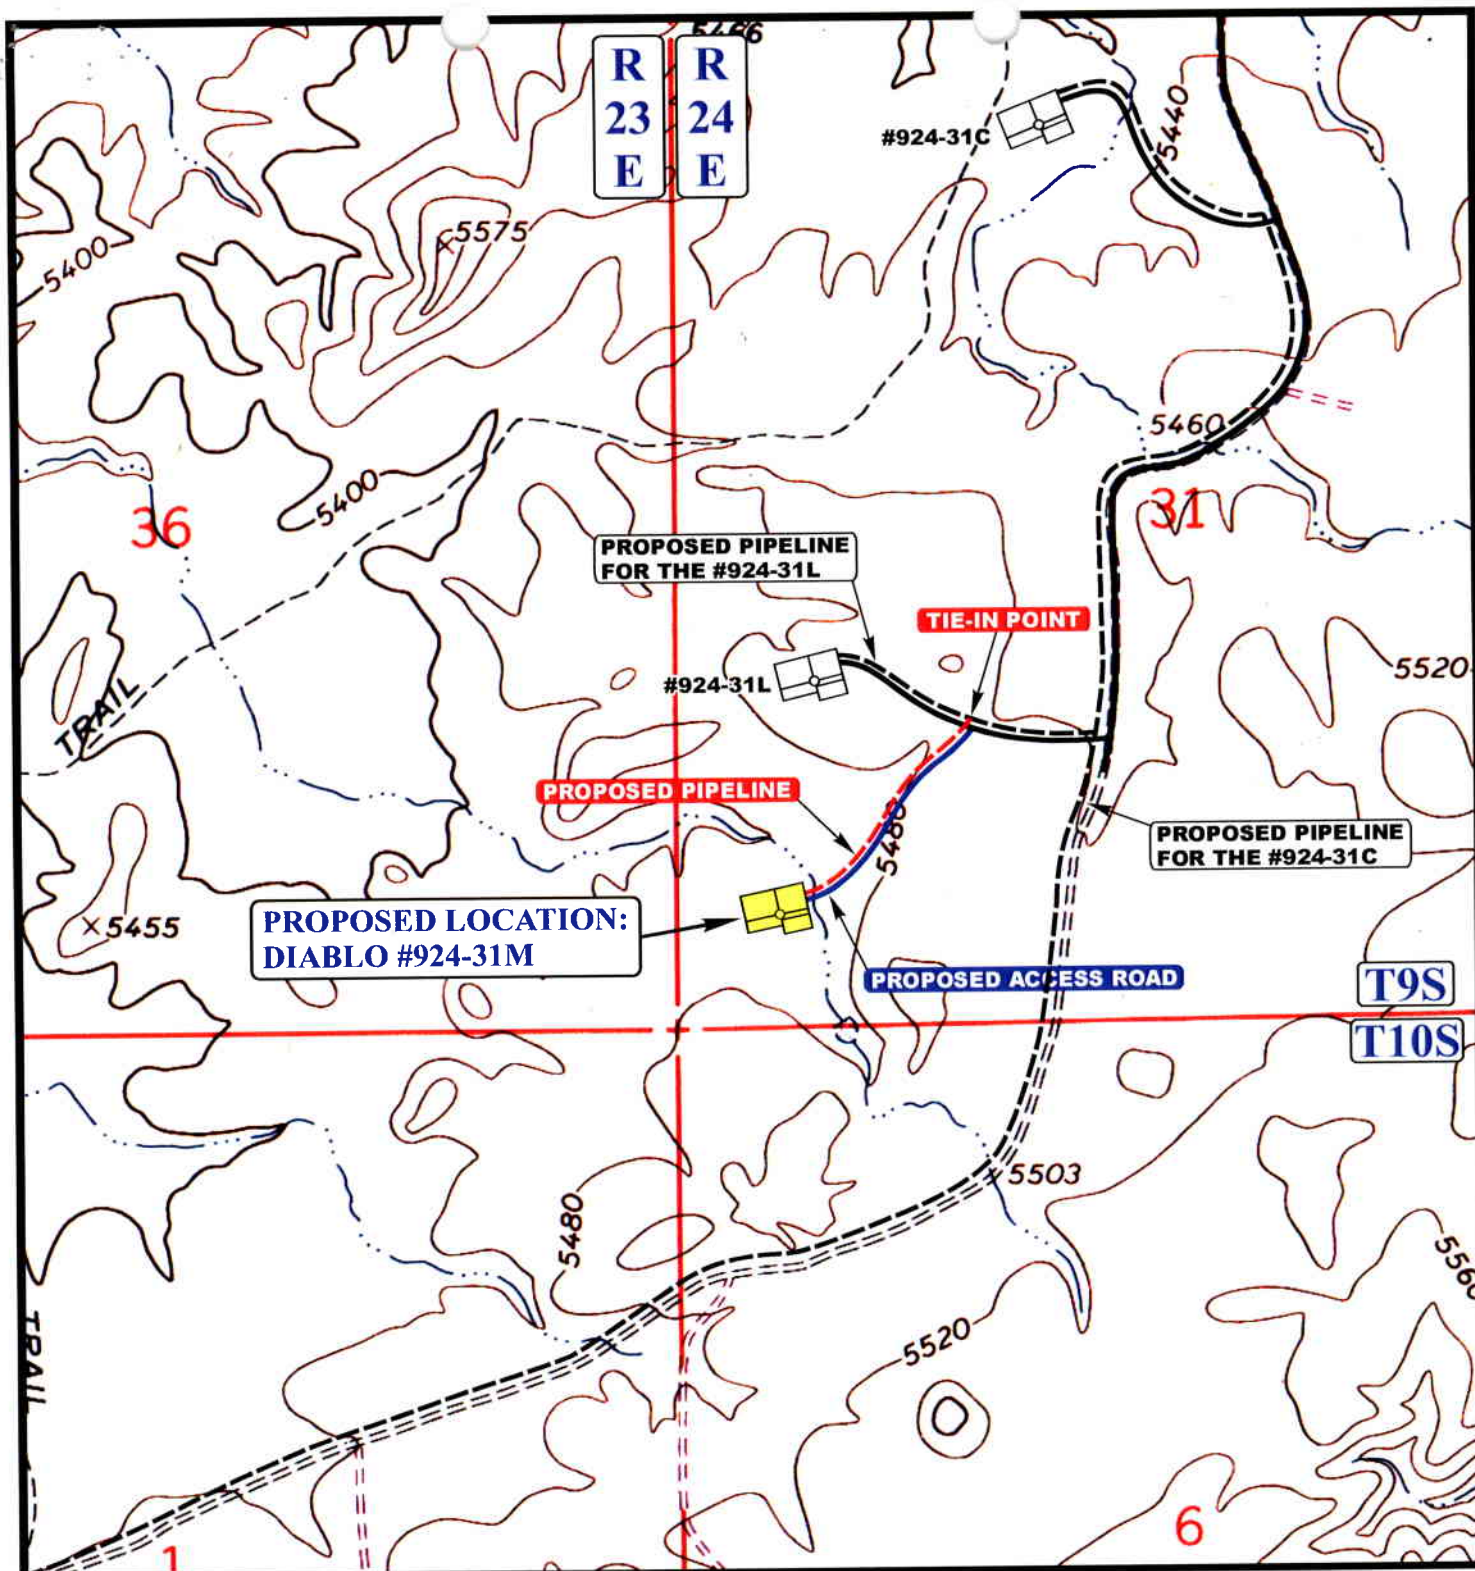 5466
R
23
E
R
24
E
#924-31C
5440
5575
5400
5460
5400
36
31
PROPOSED PIPELINE
FOR THE #924-31L
TIE-IN POINT
#924-31L
5520
TRAIL
PROPOSED PIPELINE
5480
PROPOSED PIPELINE
FOR THE #924-31C
PROPOSED LOCATION:
DIABLO #924-31M
5455
PROPOSED ACCESS ROAD
T9S
T10S
5503
5480
5560
5520
TRAIL
6
1